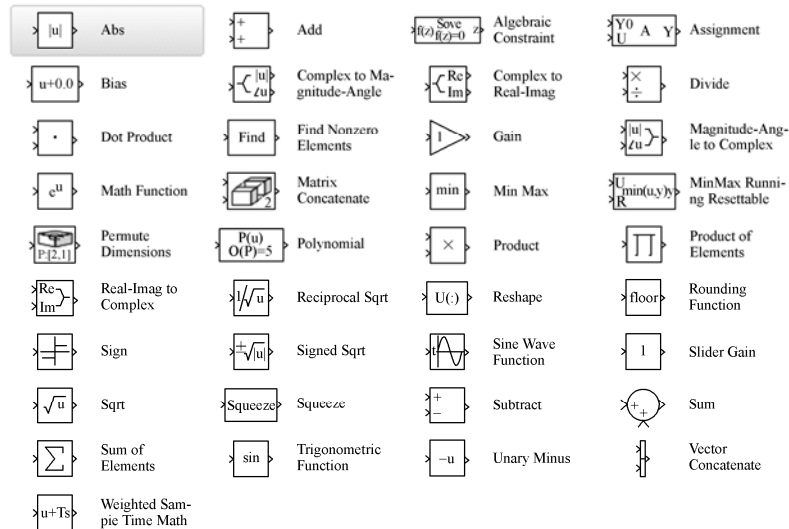 |u| Abs
+ + Add
f(z) Sove f(z)=0 z Algebraic
Constraint
Y0 U A Y Assignment
u+0.0 Bias
|u| ∠u Complex to Ma-
gnitude-Angle
Re Im Complex to
Real-Imag
× ÷ Divide
· Dot Product
Find Find Nonzero
Elements
1 Gain
|u| ∠u Magnitude-Ang-
le to Complex
e^u Math Function
2 Matrix
Concatenate
min Min Max
U R min(u,y) y MinMax Runni-
ng Resettable
P:[2,1] Permute
Dimensions
P(u)
O(P)=5 Polynomial
× Product
∏ Product of
Elements
Re Im Real-Imag to
Complex
1/√u Reciprocal Sqrt
U(:) Reshape
floor Rounding
Function
Sign
±√|u| Signed Sqrt
t Sine Wave
Function
1 Slider Gain
√u Sqrt
Squeeze Squeeze
+ − Subtract
+ + Sum
∑ Sum of
Elements
sin Trigonometric
Function
−u Unary Minus
Vector
Concatenate
u+Ts Weighted Sam-
pie Time Math